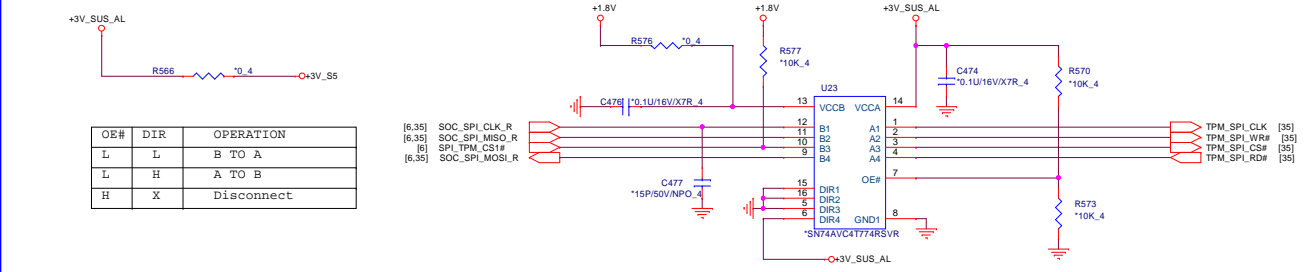 +3V_SUS_AL
R566
*0_4
+3V_S5
OE# DIR OPERATION
L L B TO A
L H A TO B
H X Disconnect
+1.8V
+1.8V
+3V_SUS_AL
R576 *0_4
R577
*10K_4
C474
*0.1U/16V/X7R_4
R570
*10K_4
U23
C476 *0.1U/16V/X7R_4
13 VCCB VCCA 14
[6,35] SOC_SPI_CLK_R 12 B1 A1 1 TPM_SPI_CLK [35]
[6,35] SOC_SPI_MISO_R 11 B2 A2 2 TPM_SPI_WR# [35]
[6] SPI_TPM_CS1# 10 B3 A3 3 TPM_SPI_CS# [35]
[6,35] SOC_SPI_MOSI_R 9 B4 A4 4 TPM_SPI_RD# [35]
OE# 7
C477
*15P/50V/NPO_4
15 DIR1
16 DIR2
5 DIR3
6 DIR4 GND1 8
R573
*10K_4
*SN74AVC4T774RSVR
+3V_SUS_AL